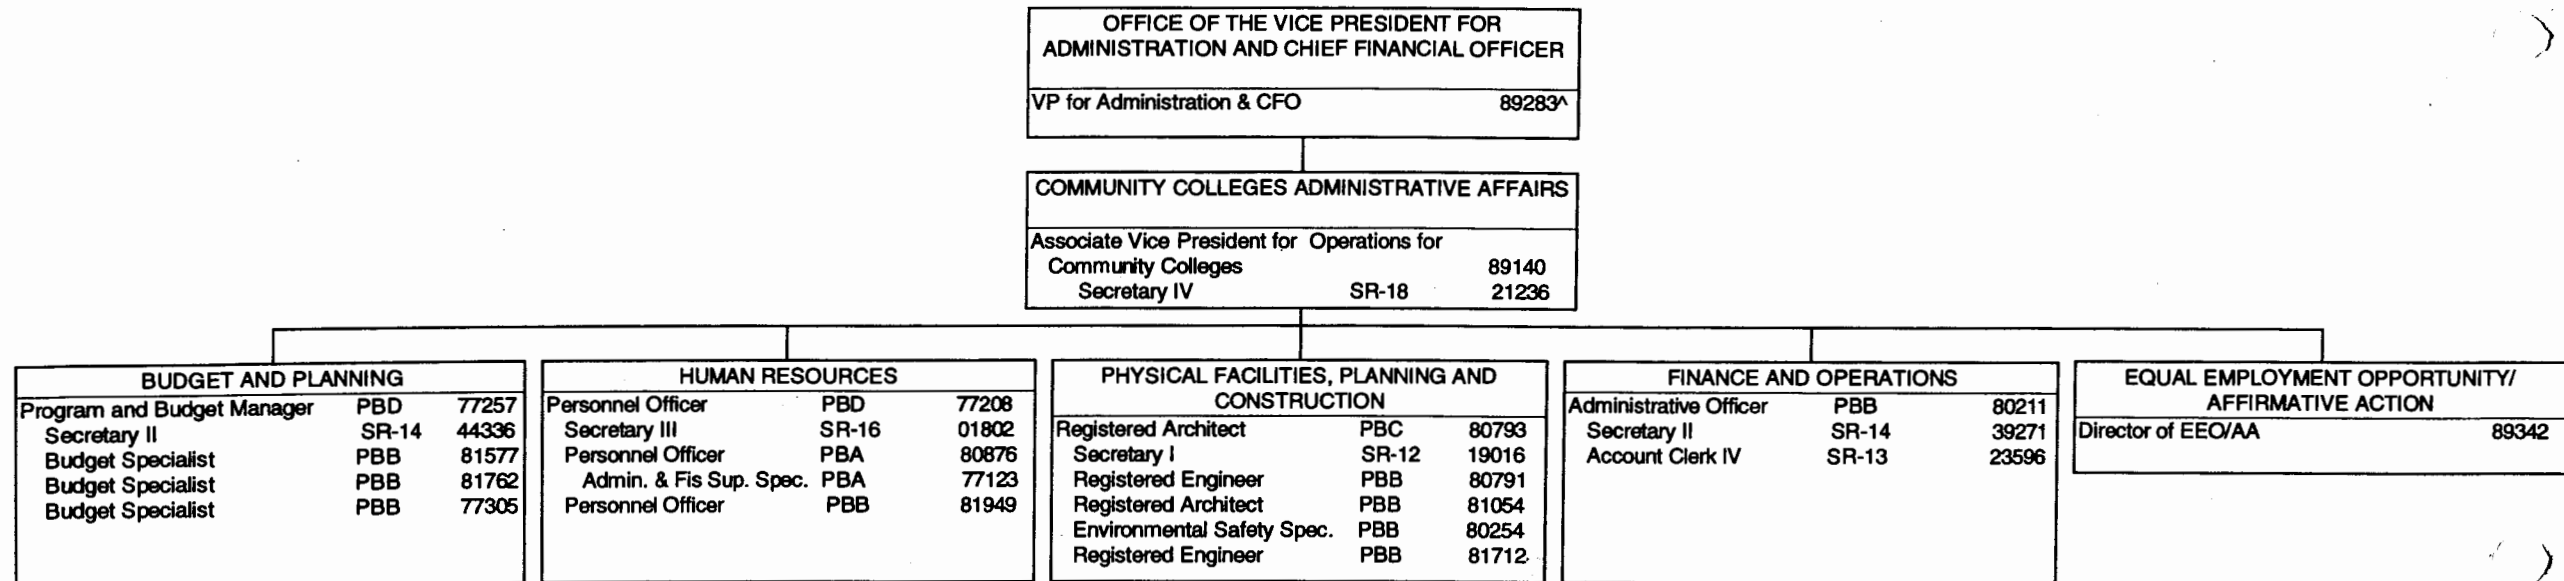 OFFICE OF THE VICE PRESIDENT FOR
ADMINISTRATION AND CHIEF FINANCIAL OFFICER
VP for Administration & CFO 89283^
COMMUNITY COLLEGES ADMINISTRATIVE AFFAIRS
Associate Vice President for Operations for
Community Colleges 89140
Secretary IV SR-18 21236
BUDGET AND PLANNING
Program and Budget Manager PBD 77257
Secretary II SR-14 44336
Budget Specialist PBB 81577
Budget Specialist PBB 81762
Budget Specialist PBB 77305
HUMAN RESOURCES
Personnel Officer PBD 77208
Secretary III SR-16 01802
Personnel Officer PBA 80876
Admin. & Fis Sup. Spec. PBA 77123
Personnel Officer PBB 81949
PHYSICAL FACILITIES, PLANNING AND
CONSTRUCTION
Registered Architect PBC 80793
Secretary I SR-12 19016
Registered Engineer PBB 80791
Registered Architect PBB 81054
Environmental Safety Spec. PBB 80254
Registered Engineer PBB 81712
FINANCE AND OPERATIONS
Administrative Officer PBB 80211
Secretary II SR-14 39271
Account Clerk IV SR-13 23596
EQUAL EMPLOYMENT OPPORTUNITY/
AFFIRMATIVE ACTION
Director of EEO/AA 89342